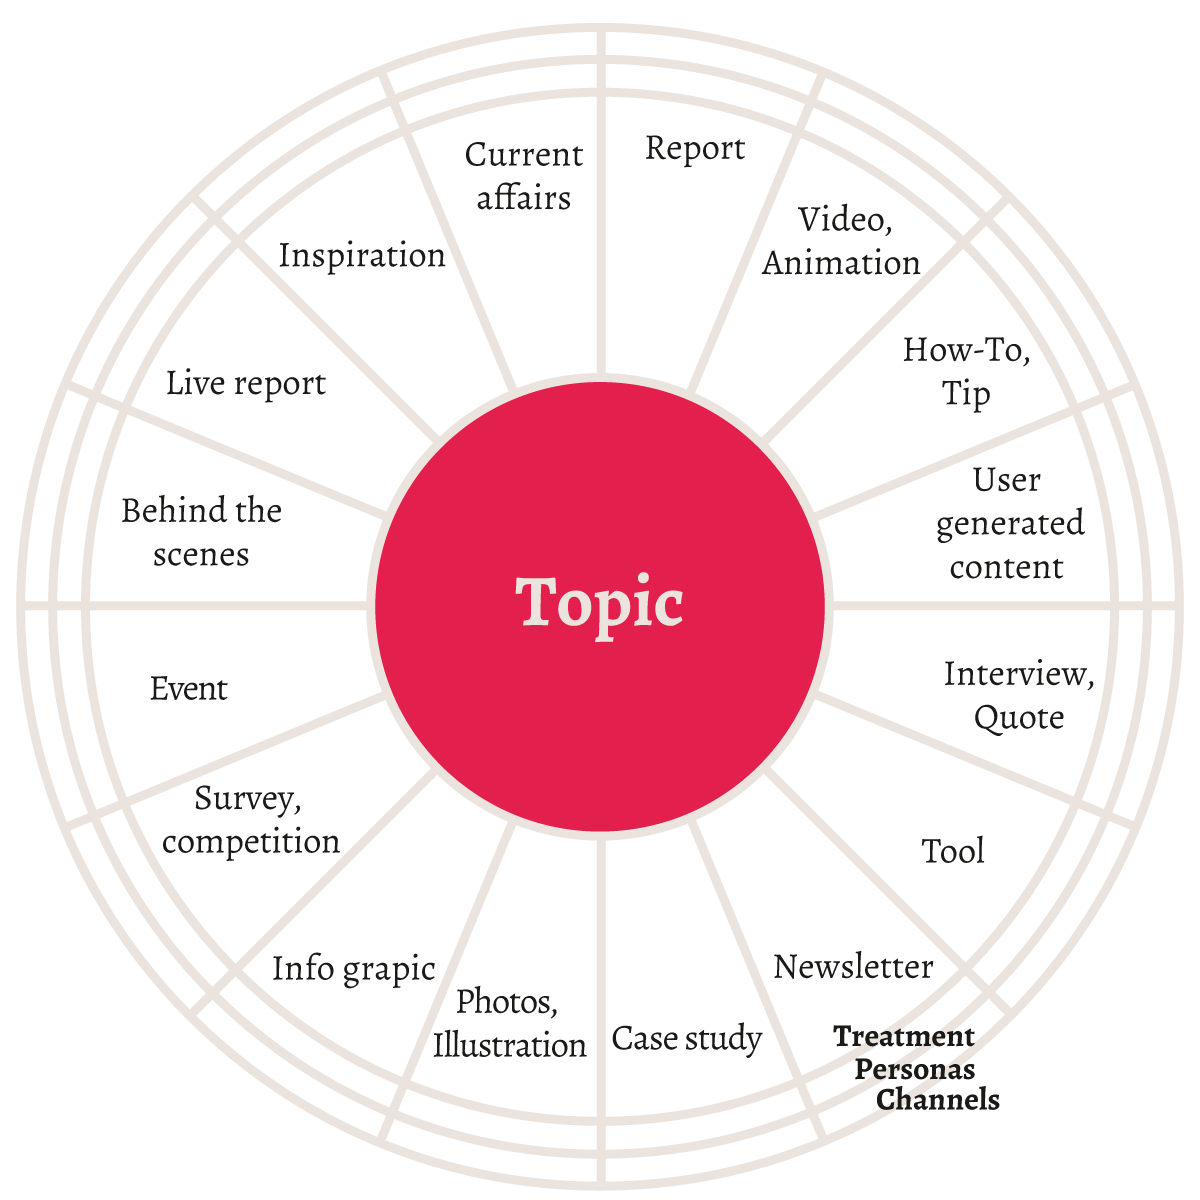 Current
affairs
Report
Video,
Animation
How-To,
Tip
User
generated
content
Interview,
Quote
Tool
Newsletter
Treatment
Personas
Channels
Case study
Photos,
Illustration
Info grapic
Survey,
competition
Event
Behind the
scenes
Live report
Inspiration
Topic